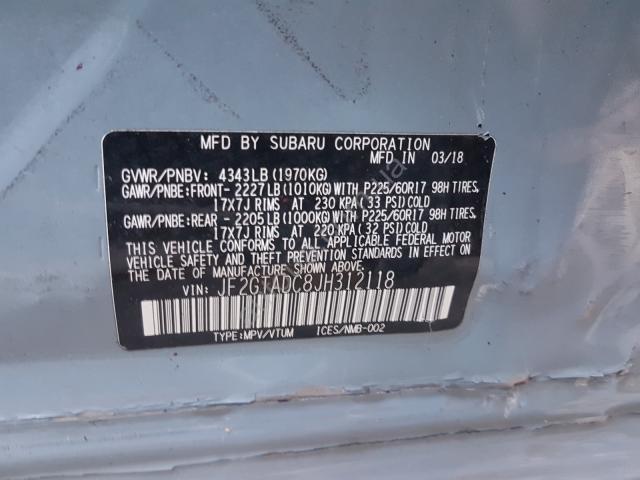 MFD BY SUBARU CORPORATION
MFD IN 03/18
GVWR/PNBV: 4343LB (1970KG)
GAWR/PNBE:FRONT- 2227LB (1010KG) WITH P225/60R17 98H TIRES,
17X7J RIMS AT 230 KPA (33 PSI) COLD
GAWR/PNBE:REAR - 2205LB (1000KG) WITH P225/60R17 98H TIRES,
17X7J RIMS AT 220 KPA (32 PSI) COLD
THIS VEHICLE CONFORMS TO ALL APPLICABLE FEDERAL MOTOR
VEHICLE SAFETY AND THEFT PREVENTION STANDARDS IN EFFECT ON
THE DATE OF MANUFACTURE SHOWN ABOVE.
VIN: JF2GTADC8JH312118
TYPE:MPV/VTUM ICES/NMB-002